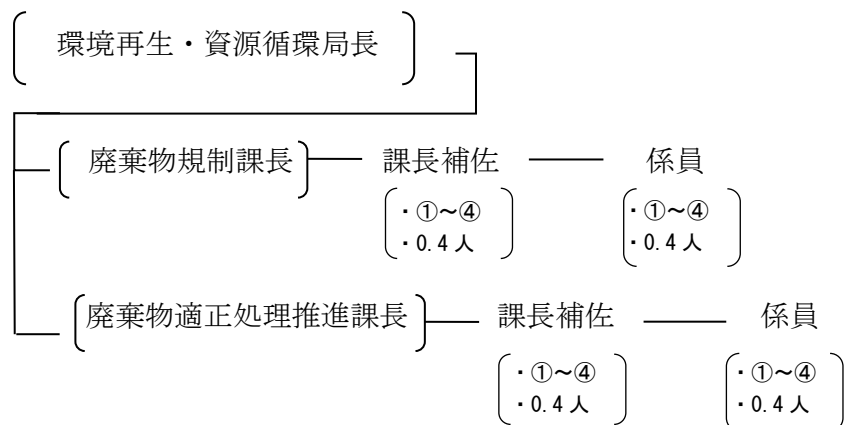 環境再生・資源循環局長
廃棄物規制課長 課長補佐 係員
・①~④ ・①~④
・0.4人 ・0.4人
廃棄物適正処理推進課長 課長補佐 係員
・①~④ ・①~④
・0.4人 ・0.4人